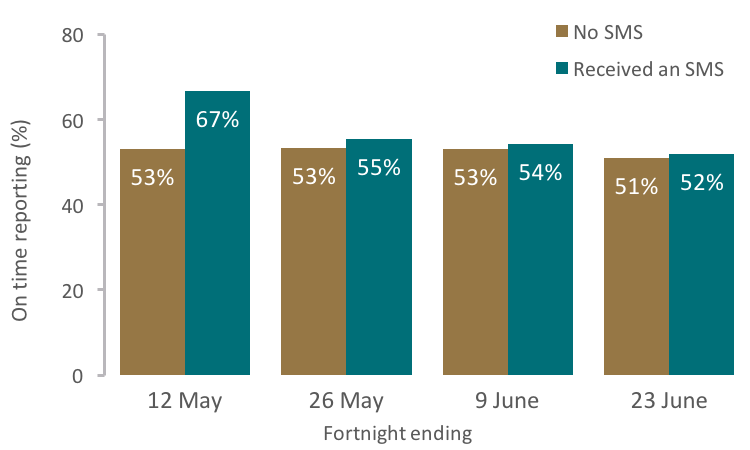 80
60
40
20
0
On time reporting (%)
No SMS
Received an SMS
53%
67%
53%
55%
53%
54%
51%
52%
12 May
26 May
9 June
23 June
Fortnight ending